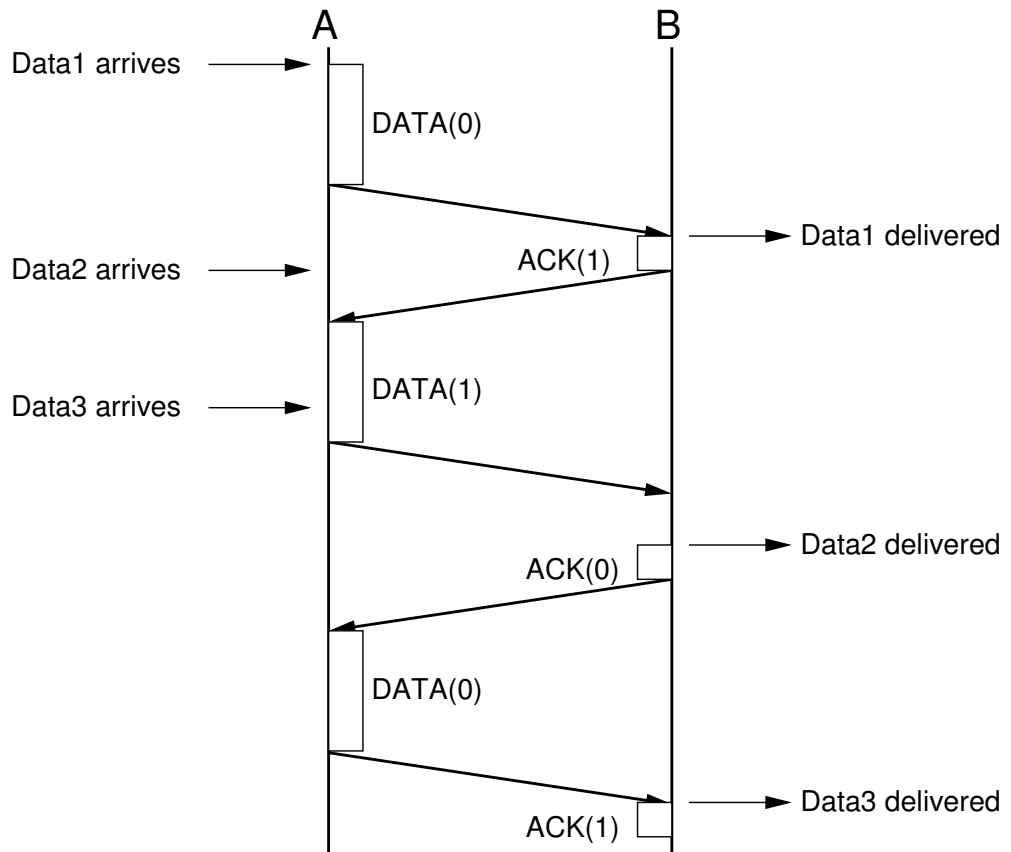 A
B
Data1 arrives
DATA(0)
Data1 delivered
ACK(1)
Data2 arrives
DATA(1)
Data3 arrives
Data2 delivered
ACK(0)
DATA(0)
Data3 delivered
ACK(1)